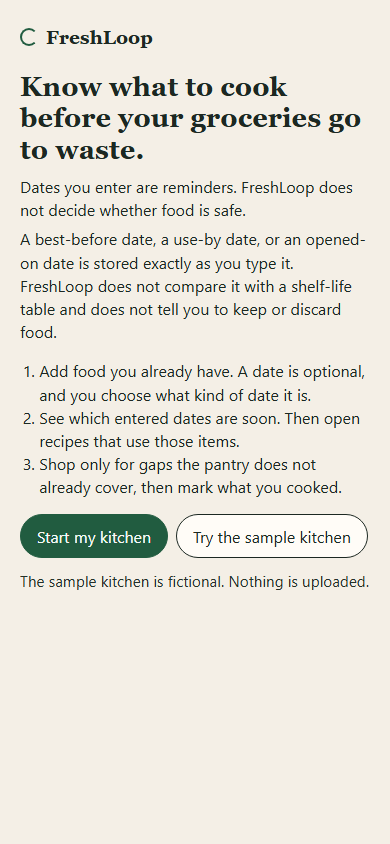 FreshLoop
Know what to cook
before your groceries go
to waste.
Dates you enter are reminders. FreshLoop does
not decide whether food is safe.
A best-before date, a use-by date, or an opened-
on date is stored exactly as you type it.
FreshLoop does not compare it with a shelf-life
table and does not tell you to keep or discard
food.
1. Add food you already have. A date is optional,
and you choose what kind of date it is.
2. See which entered dates are soon. Then open
recipes that use those items.
3. Shop only for gaps the pantry does not
already cover, then mark what you cooked.
Start my kitchen
Try the sample kitchen
The sample kitchen is fictional. Nothing is uploaded.